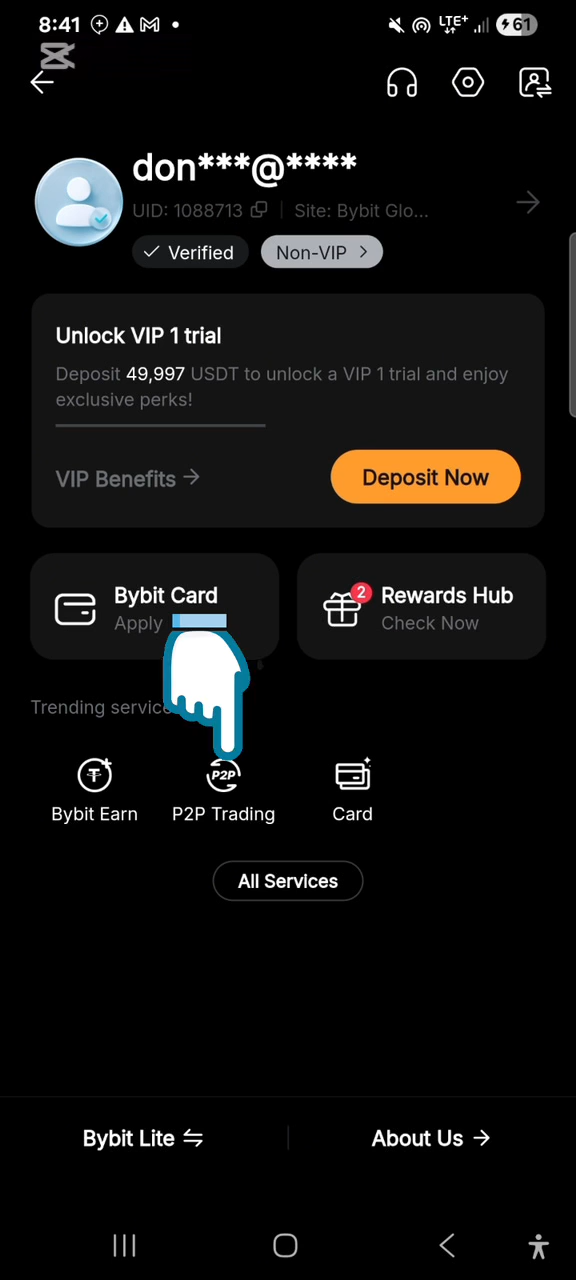 8:41
LTE+
61
don***@****
UID: 1088713
Site: Bybit Glo...
Verified
Non-VIP
Unlock VIP 1 trial
Deposit 49,997 USDT to unlock a VIP 1 trial and enjoy
exclusive perks!
VIP Benefits
Deposit Now
Bybit Card
Apply
2
Rewards Hub
Check Now
Trending service
P2P
Bybit Earn
P2P Trading
Card
All Services
Bybit Lite
About Us